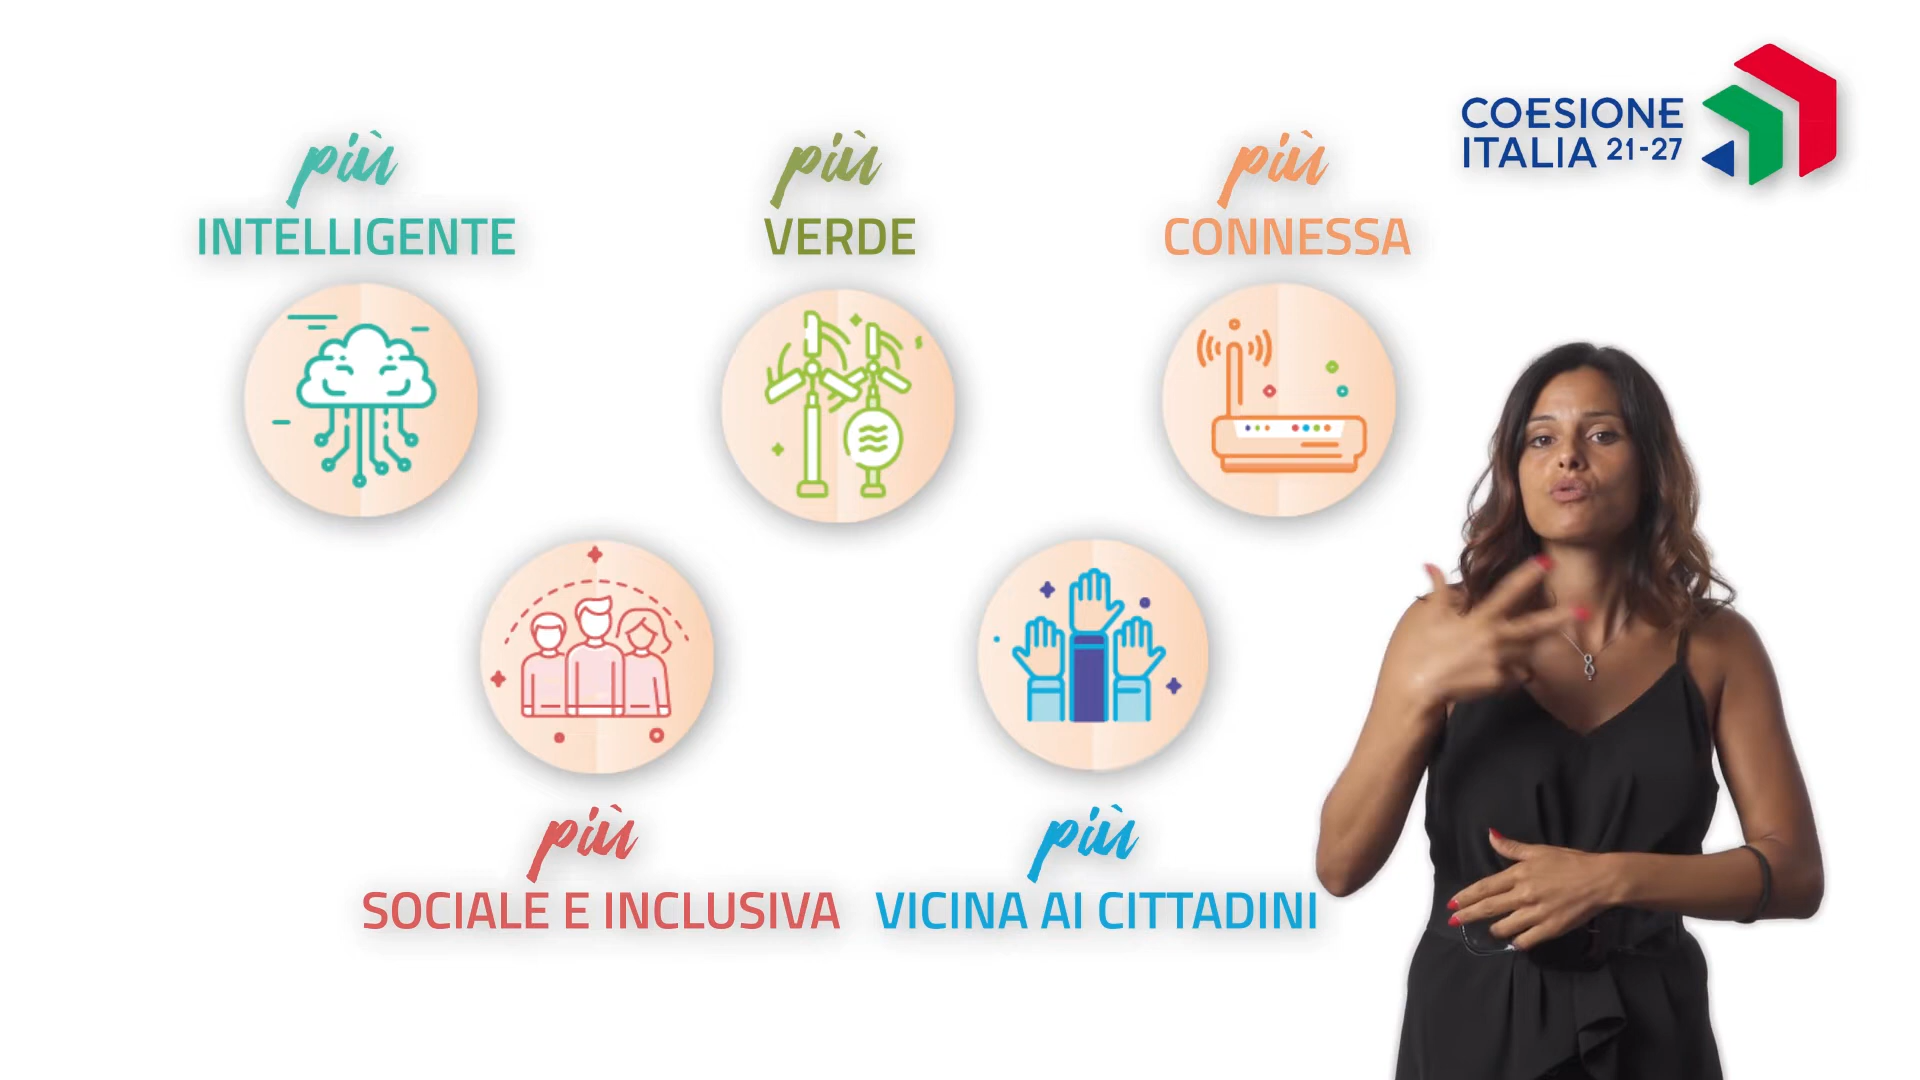 COESIONE
ITALIA 21-27
più
INTELLIGENTE
più
VERDE
più
CONNESSA
più
SOCIALE E INCLUSIVA
più
VICINA AI CITTADINI